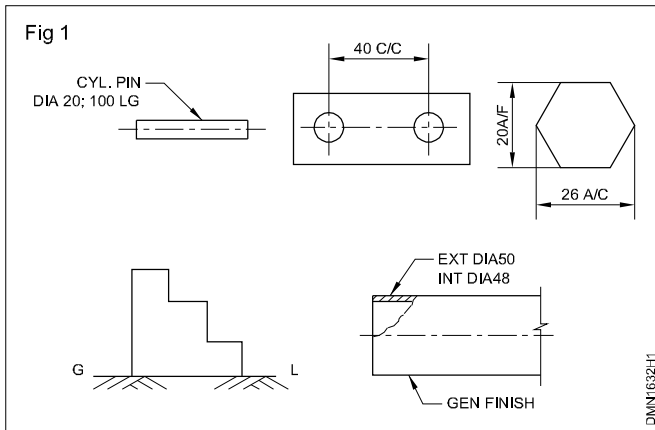 Fig 1
CYL. PIN
DIA 20; 100 LG
40 C/C
20A/F
26 A/C
G L
EXT DIA50
INT DIA48
GEN FINISH
DMN1632H1